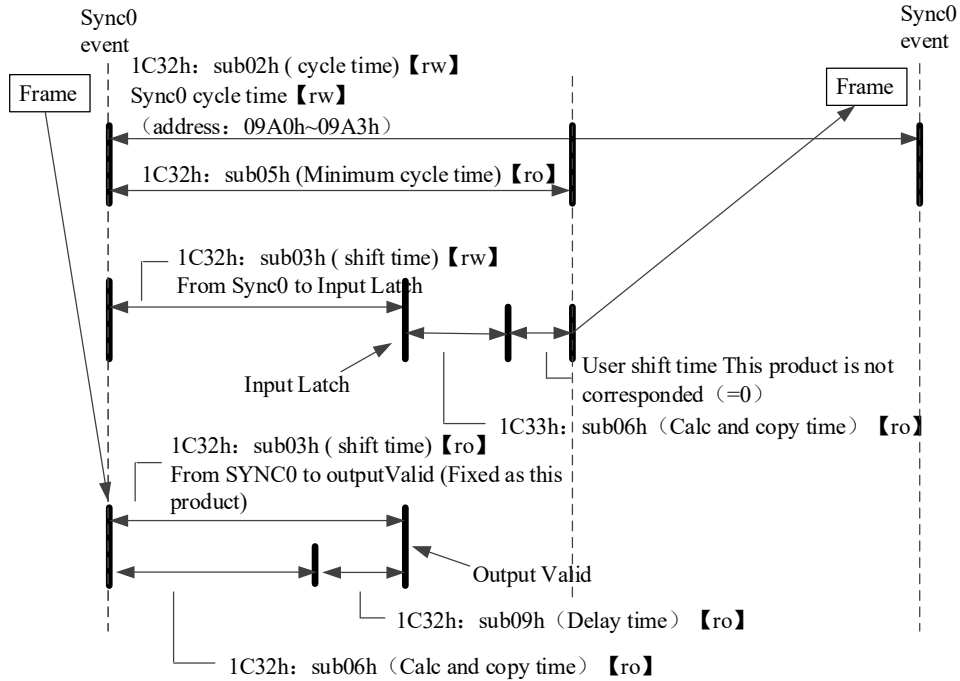 Sync0
event
Sync0
event
1C32h：sub02h ( cycle time)【rw】
Frame
Sync0 cycle time【rw】
（address：09A0h~09A3h）
Frame
1C32h：sub05h (Minimum cycle time)【ro】
1C32h：sub03h ( shift time)【rw】
From Sync0 to Input Latch
Input Latch
User shift time This product is not
corresponded（=0）
1C33h：sub06h（Calc and copy time）【ro】
1C32h：sub03h ( shift time)【ro】
From SYNC0 to outputValid (Fixed as this
product)
Output Valid
1C32h：sub09h（Delay time）【ro】
1C32h：sub06h（Calc and copy time）【ro】